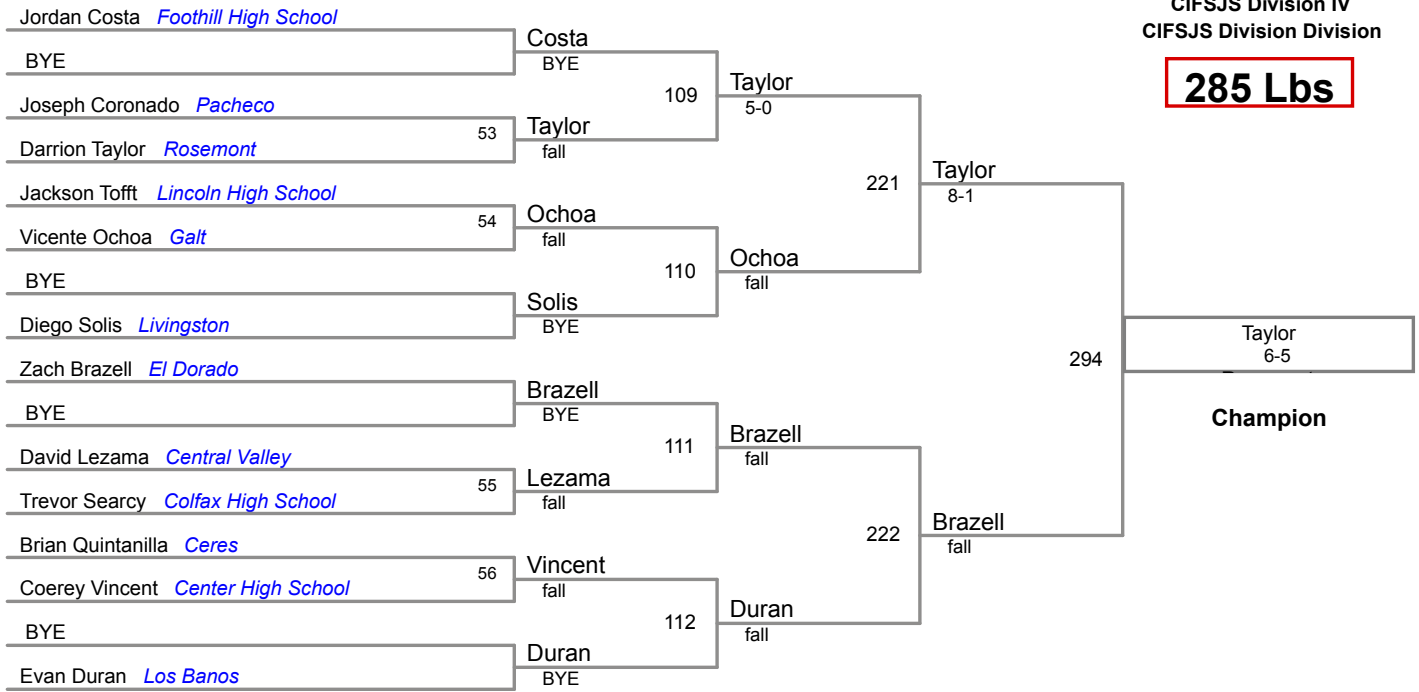 CIFSJS Division IV
CIFSJS Division Division
285 Lbs
Jordan Costa Foothill High School
BYE
Joseph Coronado Pacheco
Darrion Taylor Rosemont
Jackson Tofft Lincoln High School
Vicente Ochoa Galt
BYE
Diego Solis Livingston
Zach Brazell El Dorado
BYE
David Lezama Central Valley
Trevor Searcy Colfax High School
Brian Quintanilla Ceres
Coerey Vincent Center High School
BYE
Evan Duran Los Banos
53
54
55
56
Costa
BYE
Taylor
fall
Ochoa
fall
Solis
BYE
Brazell
BYE
Lezama
fall
Vincent
fall
Duran
BYE
109
110
111
112
Taylor
5-0
Ochoa
fall
Brazell
fall
Duran
fall
221
222
Taylor
8-1
Brazell
fall
294
Taylor
6-5
Champion